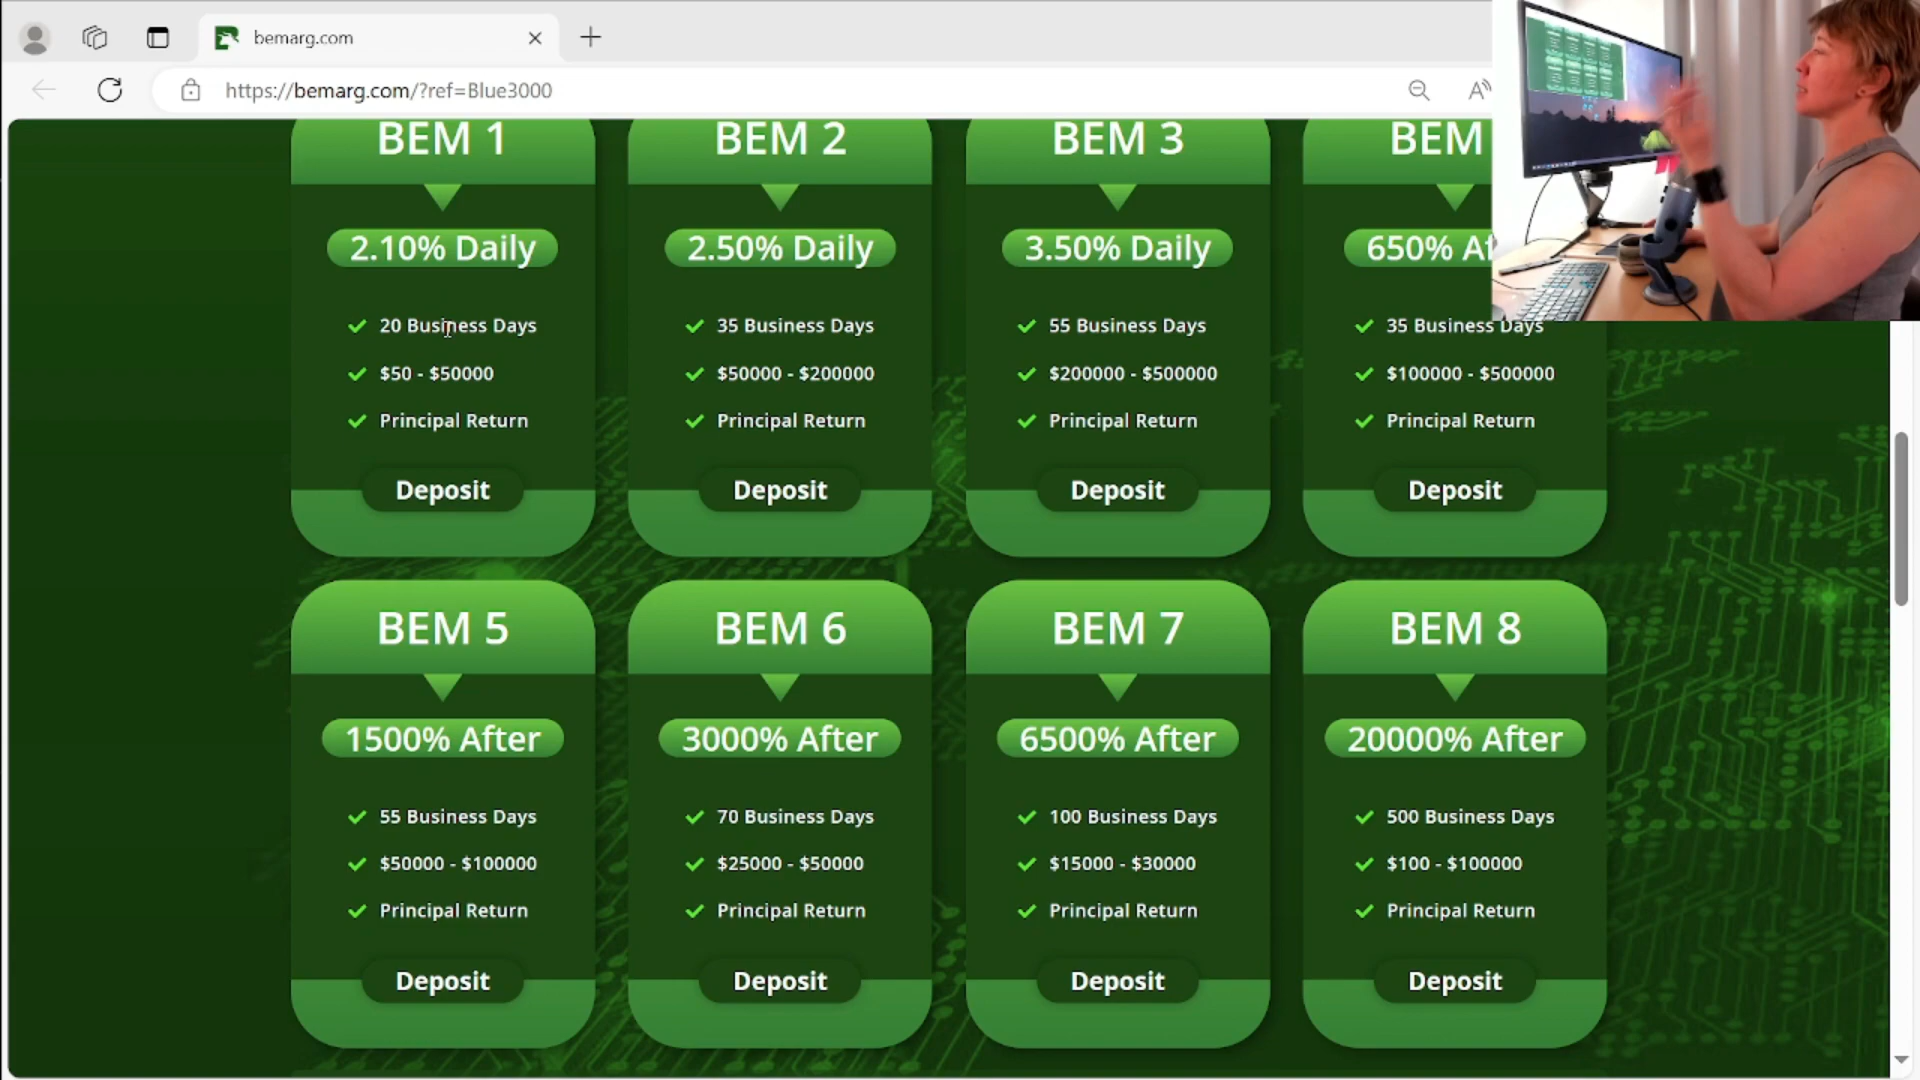 bemarg.com
https://bemarg.com/?ref=Blue3000
BEM 1
2.10% Daily
20 Business Days
$50 - $50000
Principal Return
Deposit
BEM 2
2.50% Daily
35 Business Days
$50000 - $200000
Principal Return
Deposit
BEM 3
3.50% Daily
55 Business Days
$200000 - $500000
Principal Return
Deposit
BEM
650%
35 Business Days
$100000 - $500000
Principal Return
Deposit
BEM 5
1500% After
55 Business Days
$50000 - $100000
Principal Return
Deposit
BEM 6
3000% After
70 Business Days
$25000 - $50000
Principal Return
Deposit
BEM 7
6500% After
100 Business Days
$15000 - $30000
Principal Return
Deposit
BEM 8
20000% After
500 Business Days
$100 - $100000
Principal Return
Deposit